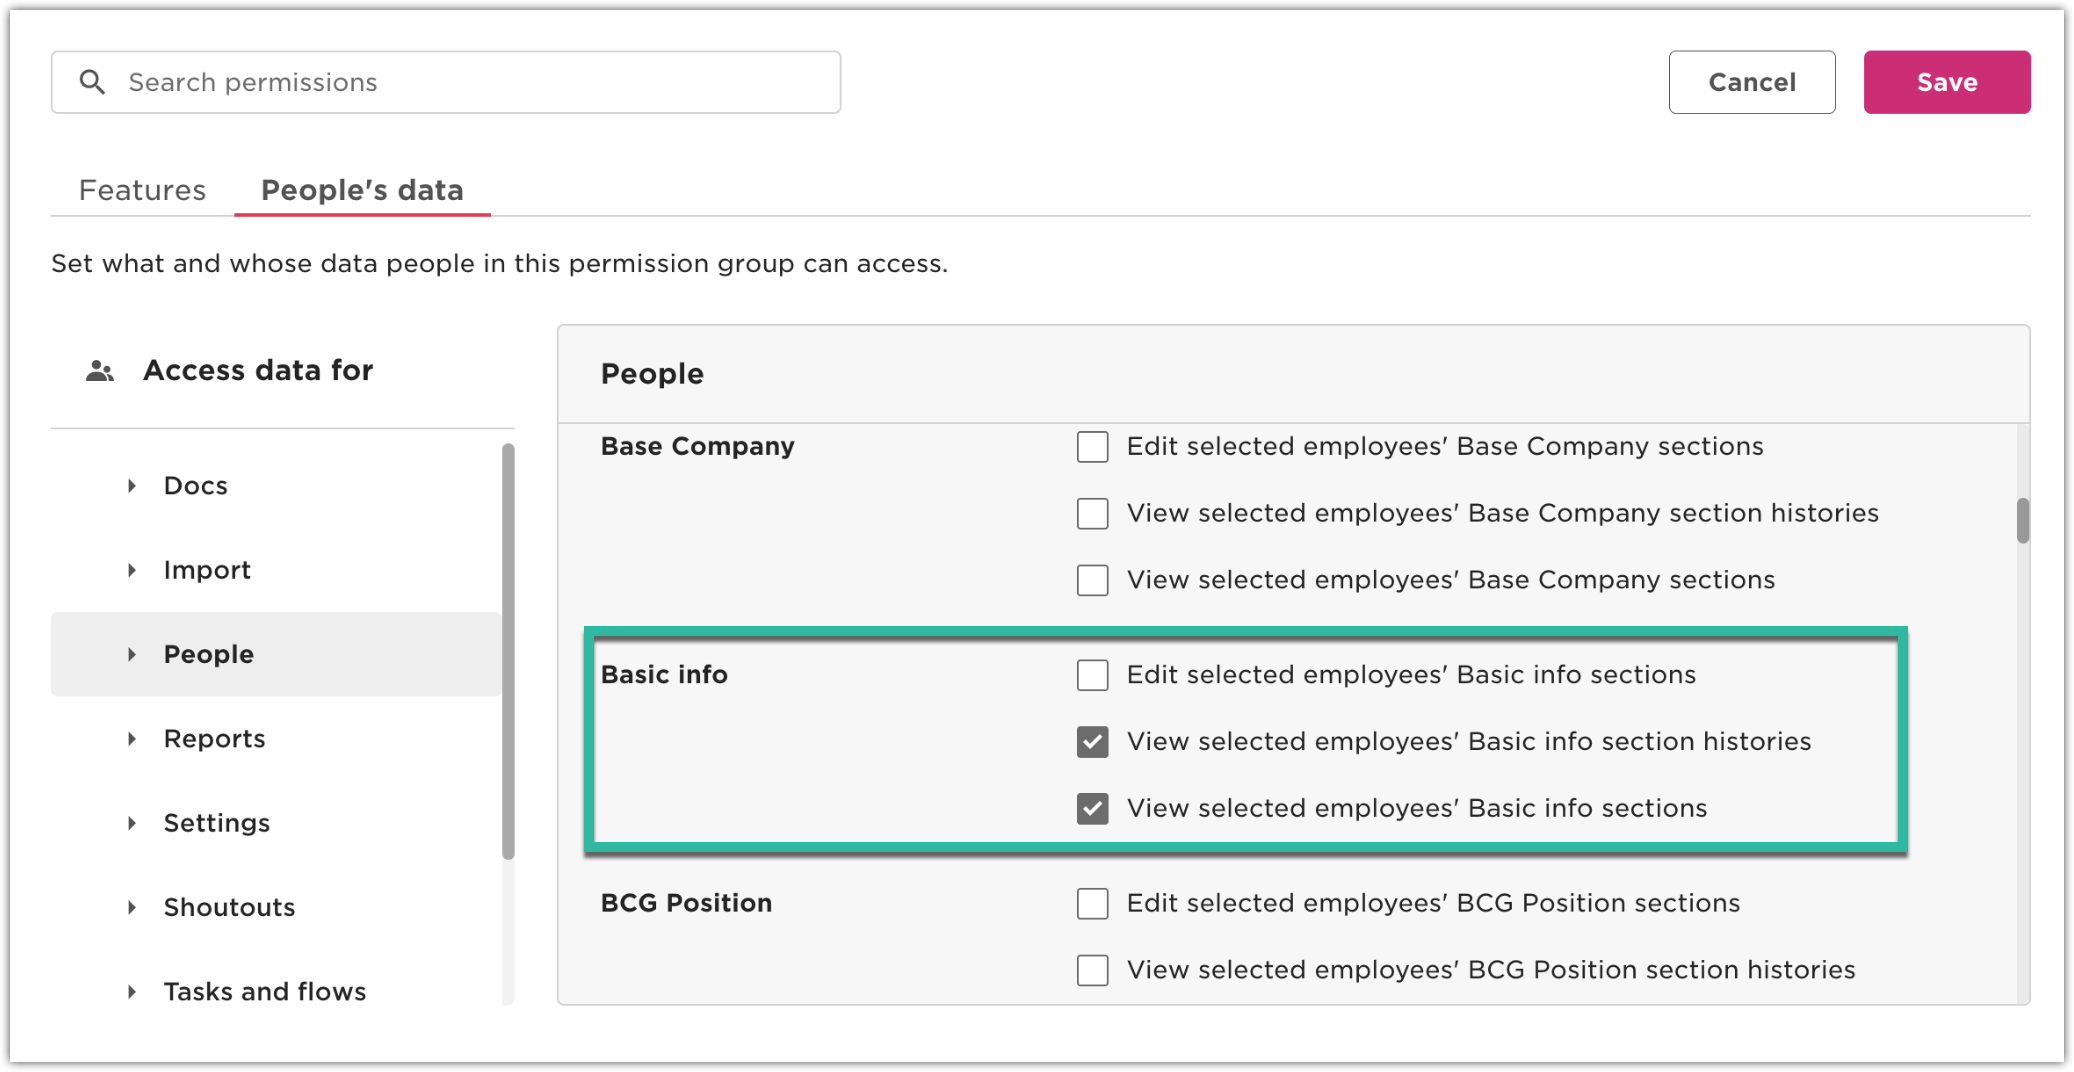 Search permissions
Cancel
Save
Features
People's data
Set what and whose data people in this permission group can access.
Access data for
Docs
Import
People
Reports
Settings
Shoutouts
Tasks and flows
People
Base Company
Edit selected employees' Base Company sections
View selected employees' Base Company section histories
View selected employees' Base Company sections
Basic info
Edit selected employees' Basic info sections
View selected employees' Basic info section histories
View selected employees' Basic info sections
BCG Position
Edit selected employees' BCG Position sections
View selected employees' BCG Position section histories